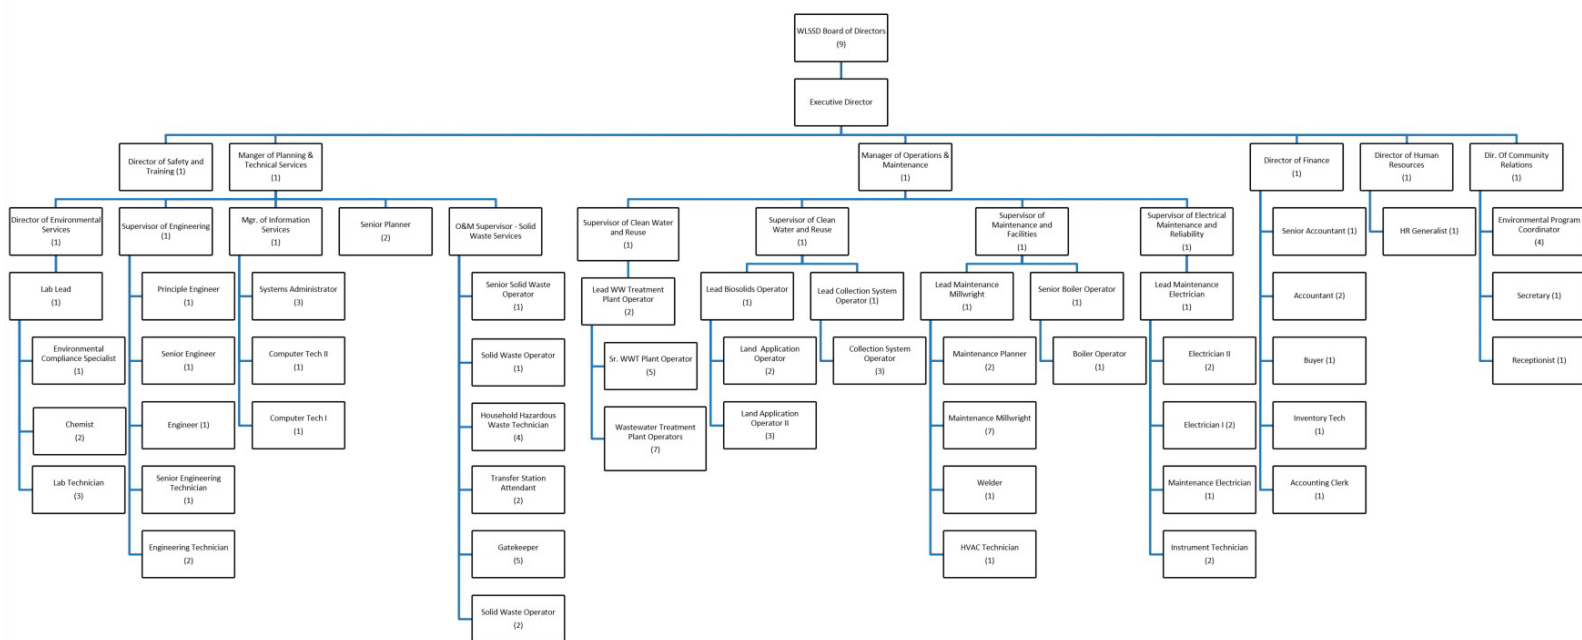 WLSSD Board of Directors
(9)
Executive Director
Director of Safety and
Training (1)
Manger of Planning &
Technical Services
(1)
Manager of Operations &
Maintenance
(1)
Director of Finance
(1)
Director of Human
Resources
(1)
Dir. Of Community
Relations
(1)
Director of Environmental
Services
(1)
Supervisor of Engineering
(1)
Mgr. of Information
Services
(1)
Senior Planner
(2)
O&M Supervisor - Solid
Waste Services
Supervisor of Clean Water
and Reuse
(1)
Supervisor of Clean
Water and Reuse
(1)
Supervisor of
Maintenance and
Facilities
(1)
Supervisor of Electrical
Maintenance and
Reliability
(1)
Senior Accountant (1)
HR Generalist (1)
Environmental Program
Coordinator
(4)
Lab Lead
(1)
Principle Engineer
(1)
Systems Administrator
(3)
Senior Solid Waste
Operator
(1)
Lead WW Treatment
Plant Operator
(2)
Lead Biosolids Operator
(1)
Lead Collection System
Operator (1)
Lead Maintenance
Millwright
(1)
Senior Boiler Operator
(1)
Lead Maintenance
Electrician
(1)
Accountant (2)
Secretary (1)
Environmental
Compliance Specialist
(1)
Senior Engineer
(1)
Computer Tech II
(1)
Solid Waste Operator
(1)
Sr. WWT Plant Operator
(5)
Land Application
Operator
(2)
Collection System
Operator
(3)
Maintenance Planner
(2)
Boiler Operator
(1)
Electrician II
(2)
Buyer (1)
Receptionist (1)
Chemist
(2)
Engineer (1)
Computer Tech I
(1)
Household Hazardous
Waste Technician
(4)
Wastewater Treatment
Plant Operators
(7)
Land Application
Operator II
(3)
Maintenance Millwright
(7)
Electrician I (2)
Inventory Tech
(1)
Lab Technician
(3)
Senior Engineering
Technician
(1)
Transfer Station
Attendant
(2)
Welder
(1)
Maintenance Electrician
(1)
Accounting Clerk
(1)
Engineering Technician
(2)
Gatekeeper
(5)
HVAC Technician
(1)
Instrument Technician
(2)
Solid Waste Operator
(2)